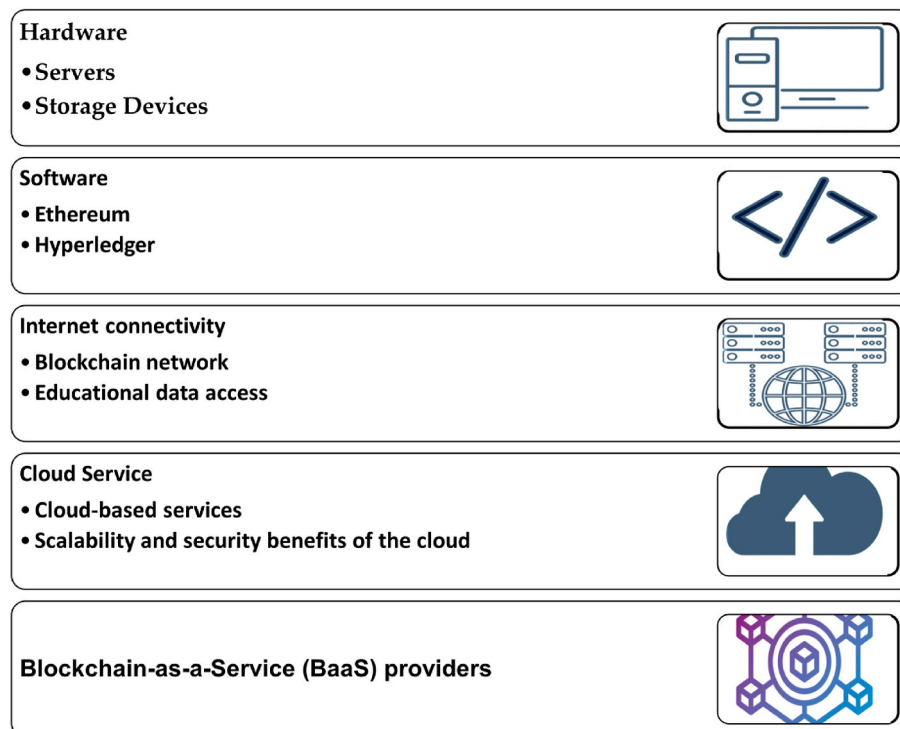 Hardware
• Servers
• Storage Devices
Software
• Ethereum
• Hyperledger
Internet connectivity
• Blockchain network
• Educational data access
Cloud Service
• Cloud-based services
• Scalability and security benefits of the cloud
Blockchain-as-a-Service (BaaS) providers